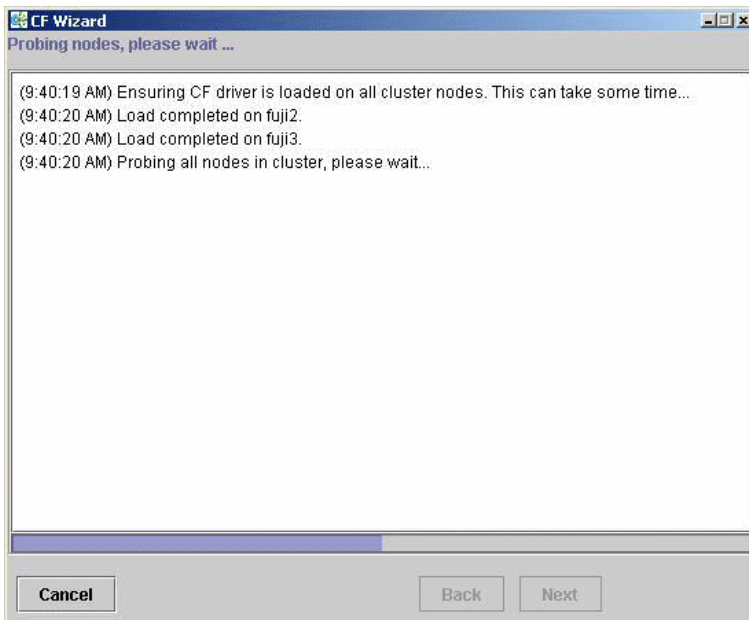 CF Wizard
Probing nodes, please wait ...
(9:40:19 AM) Ensuring CF driver is loaded on all cluster nodes. This can take some time...
(9:40:20 AM) Load completed on fuji2.
(9:40:20 AM) Load completed on fuji3.
(9:40:20 AM) Probing all nodes in cluster, please wait...
Cancel Back Next